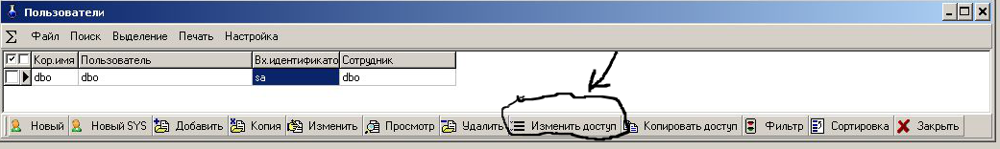 Пользователи
Σ Файл Поиск Выделение Печать Настройка
Кор.имя Пользователь Вх.идентификато Сотрудник
dbo dbo sa dbo
Новый Новый SYS Добавить Копия Изменить Просмотр Удалить Изменить доступ Копировать доступ Фильтр Сортировка Закрыть